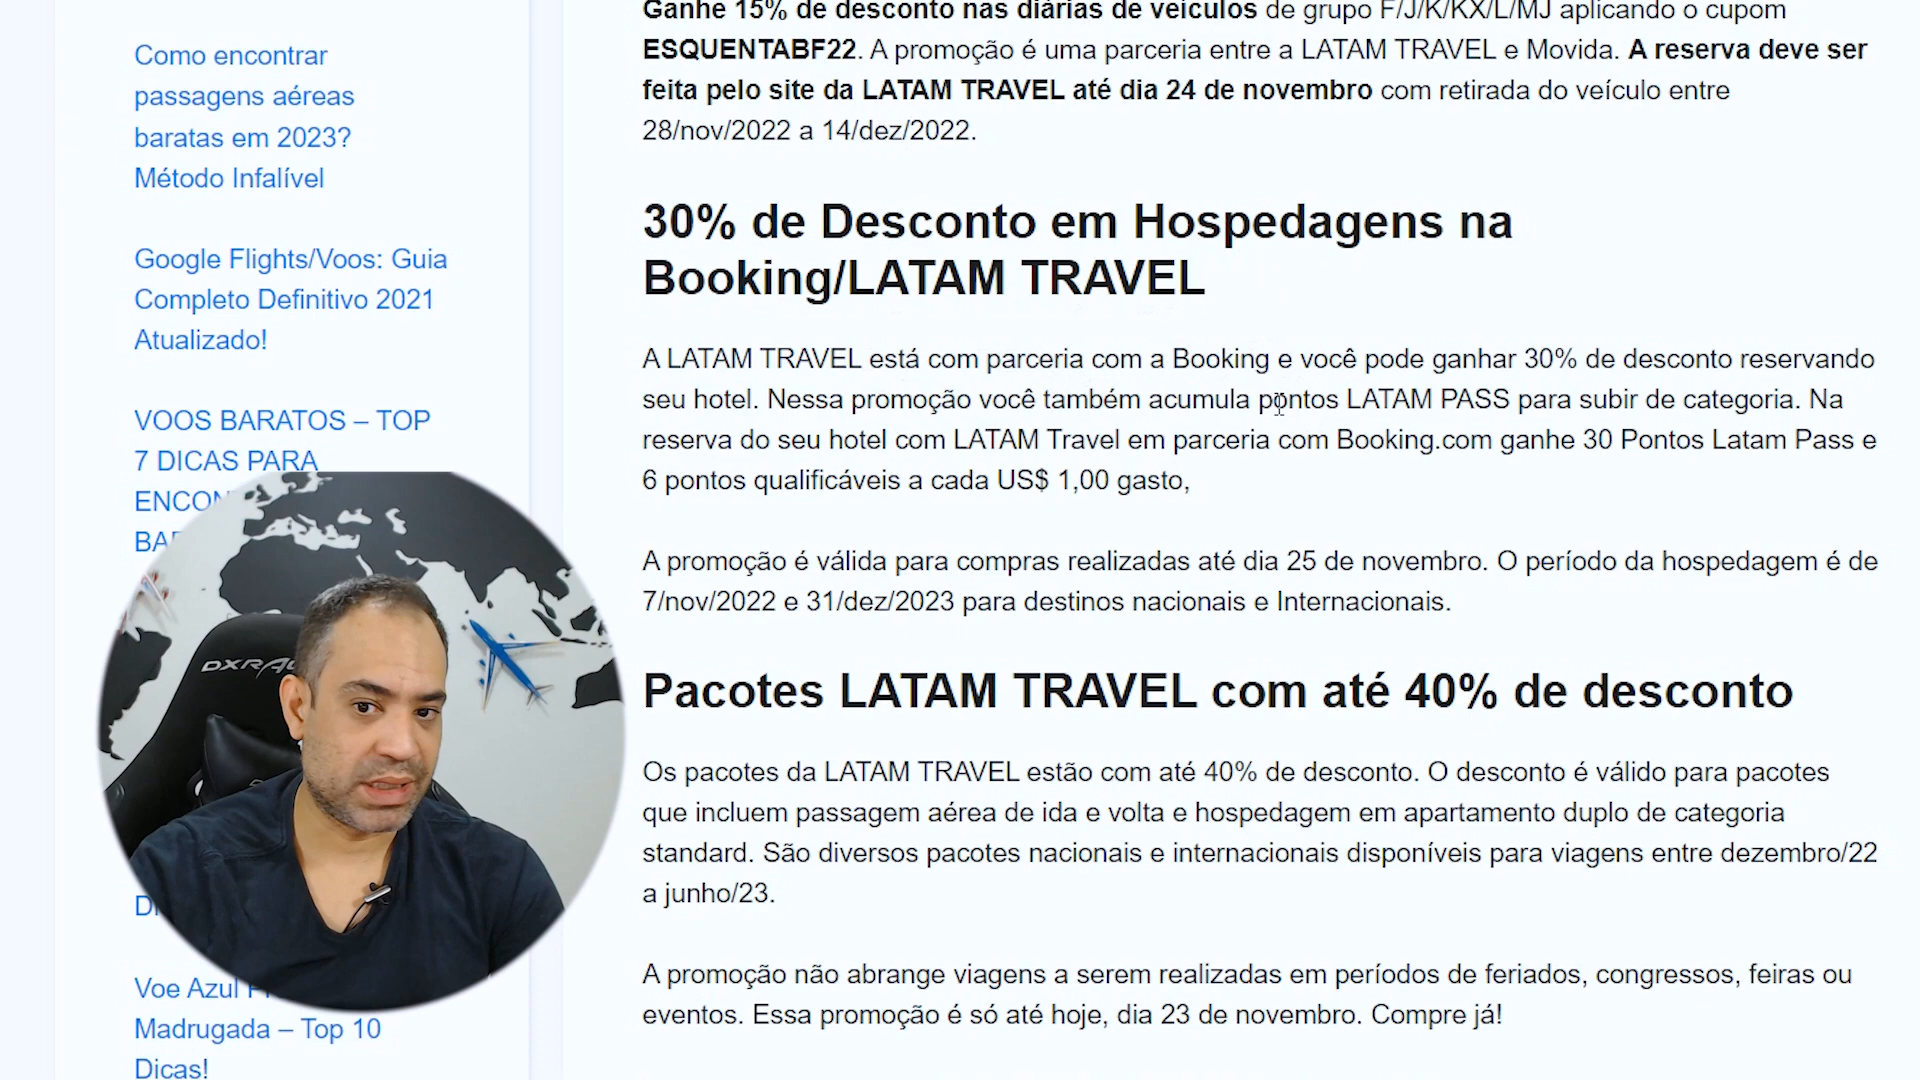 Como encontrar
passagens aéreas
baratas em 2023?
Método Infalível
Google Flights/Voos: Guia
Completo Definitivo 2021
Atualizado!
VOOS BARATOS – TOP
7 DICAS PARA
Voe Azul
Madrugada – Top 10
Dicas!
DXRA
Ganhe 15% de desconto nas diárias de veículos de grupo F/J/K/KX/L/MJ aplicando o cupom
ESQUENTABF22. A promoção é uma parceria entre a LATAM TRAVEL e Movida. A reserva deve ser
feita pelo site da LATAM TRAVEL até dia 24 de novembro com retirada do veículo entre
28/nov/2022 a 14/dez/2022.
30% de Desconto em Hospedagens na
Booking/LATAM TRAVEL
A LATAM TRAVEL está com parceria com a Booking e você pode ganhar 30% de desconto reservando
seu hotel. Nessa promoção você também acumula pontos LATAM PASS para subir de categoria. Na
reserva do seu hotel com LATAM Travel em parceria com Booking.com ganhe 30 Pontos Latam Pass e
6 pontos qualificáveis a cada US$ 1,00 gasto,
A promoção é válida para compras realizadas até dia 25 de novembro. O período da hospedagem é de
7/nov/2022 e 31/dez/2023 para destinos nacionais e Internacionais.
Pacotes LATAM TRAVEL com até 40% de desconto
Os pacotes da LATAM TRAVEL estão com até 40% de desconto. O desconto é válido para pacotes
que incluem passagem aérea de ida e volta e hospedagem em apartamento duplo de categoria
standard. São diversos pacotes nacionais e internacionais disponíveis para viagens entre dezembro/22
a junho/23.
A promoção não abrange viagens a serem realizadas em períodos de feriados, congressos, feiras ou
eventos. Essa promoção é só até hoje, dia 23 de novembro. Compre já!